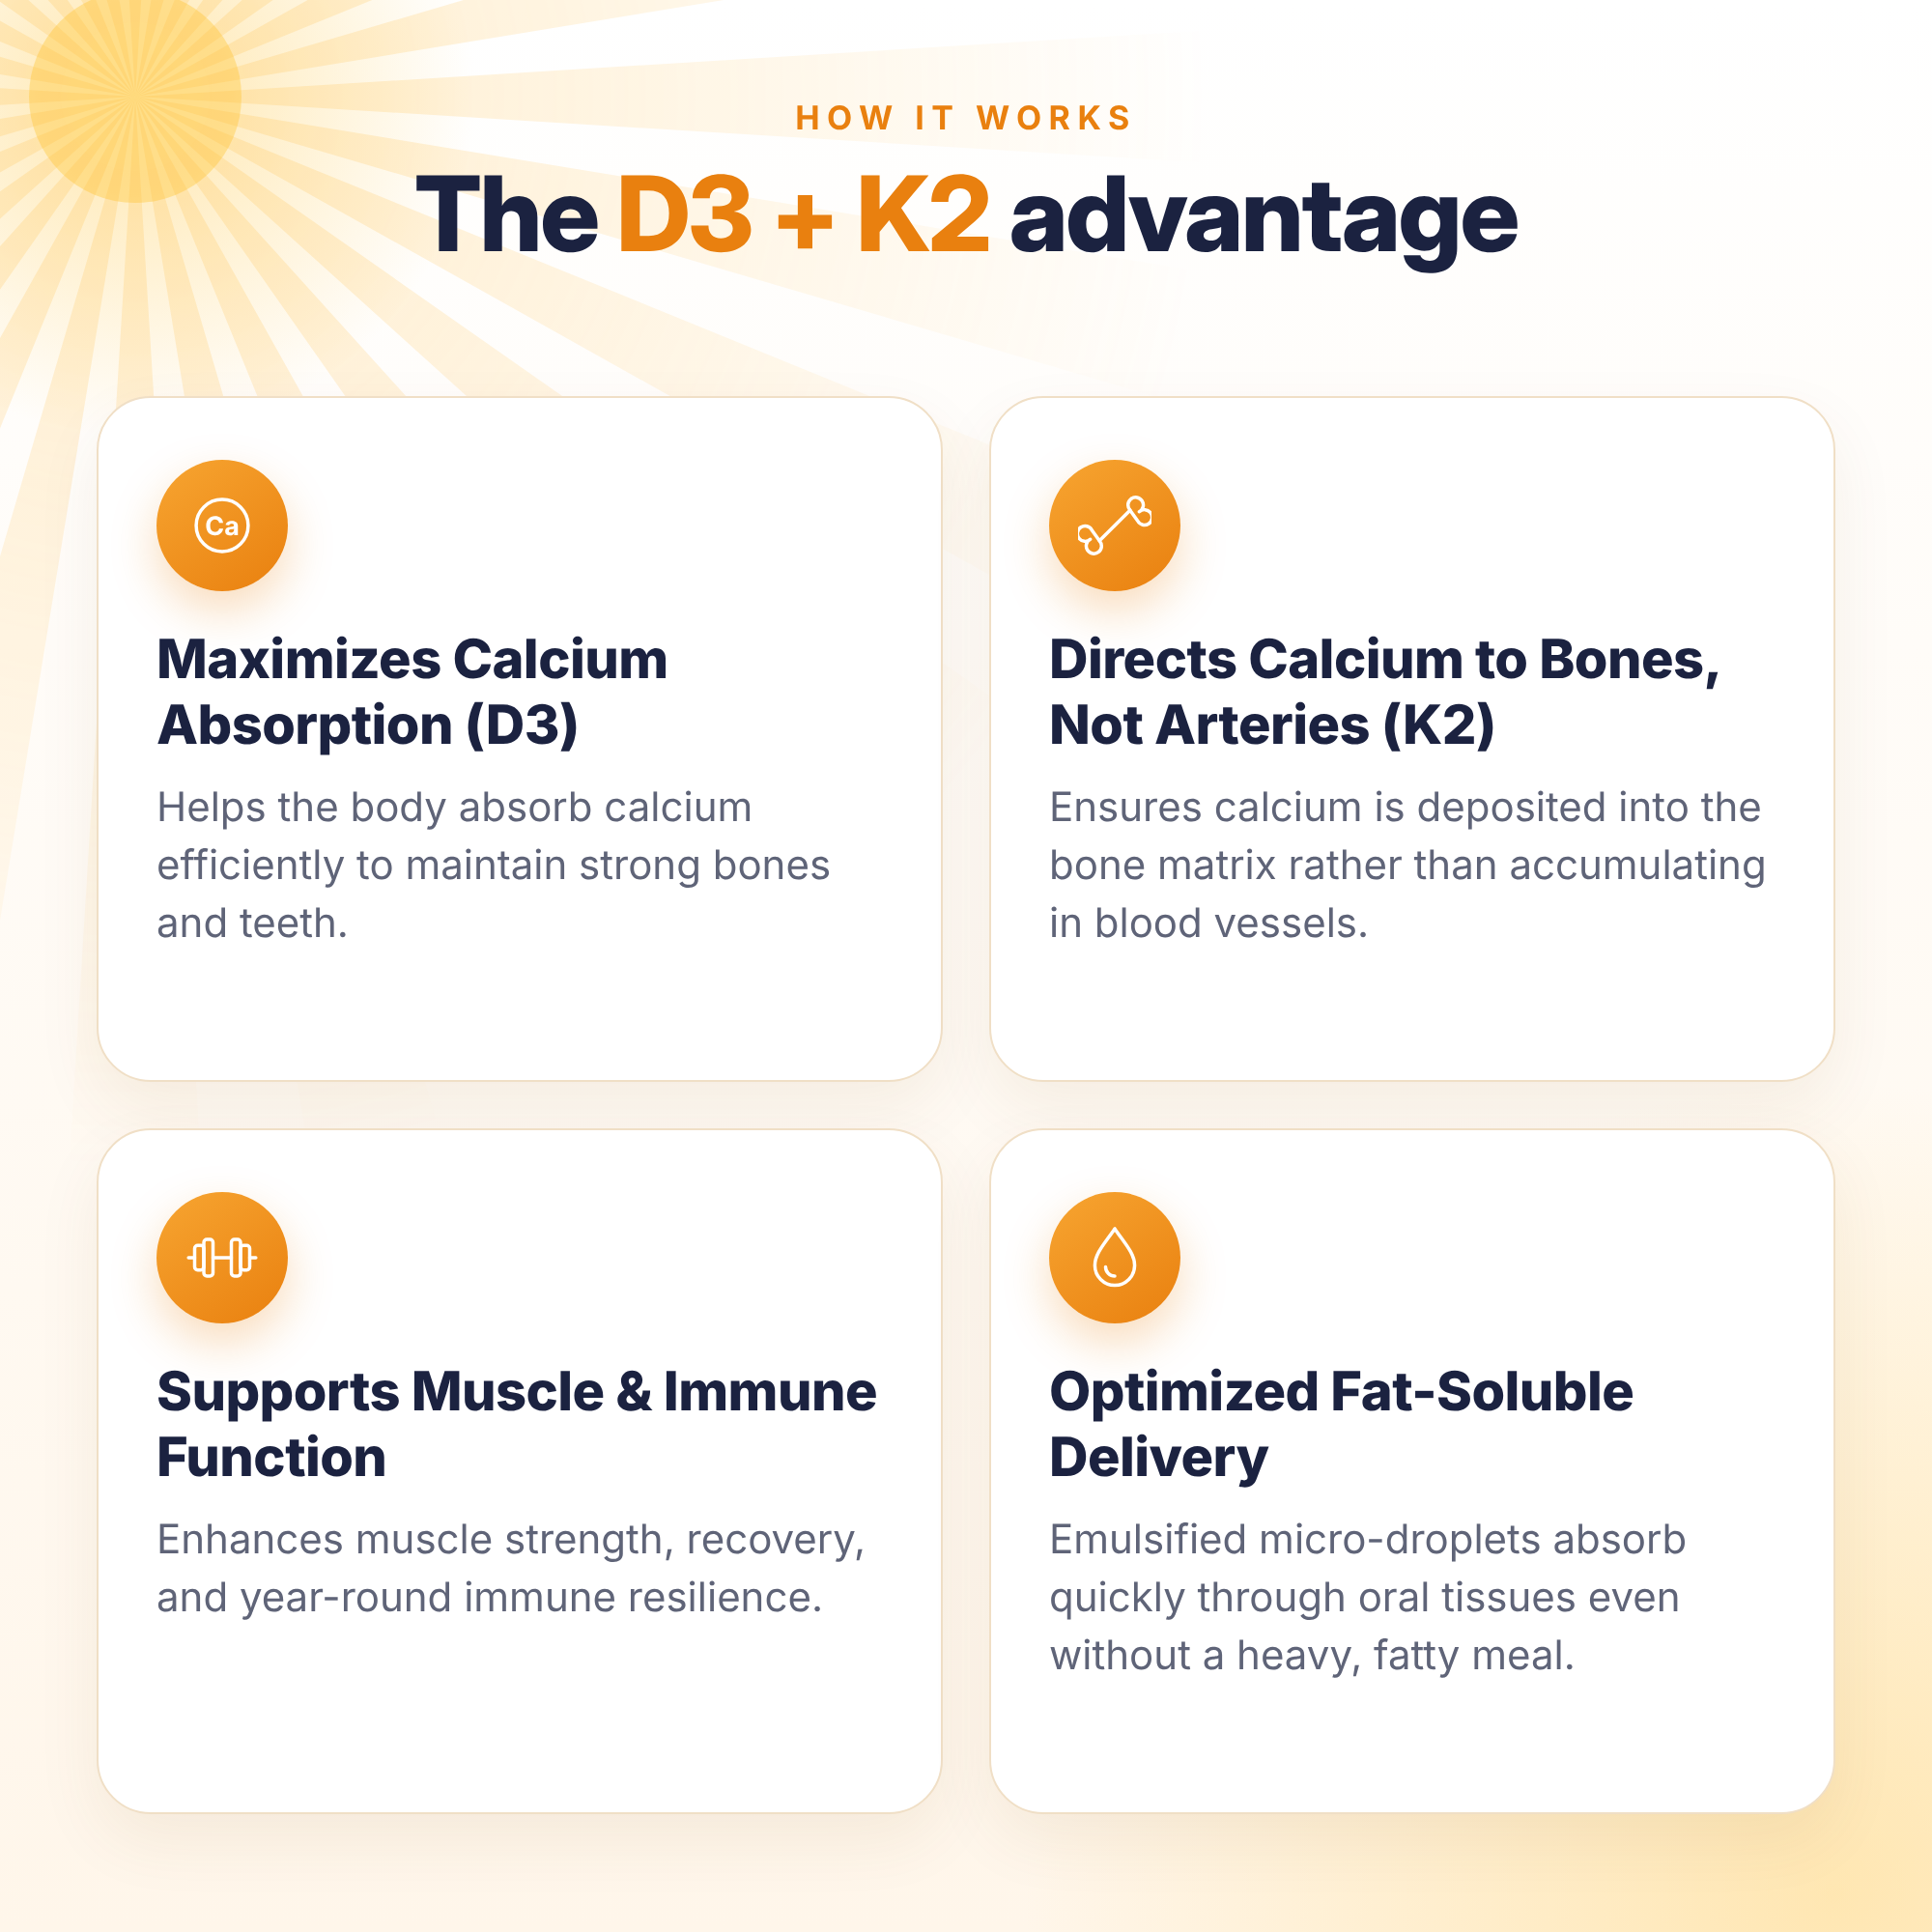 HOW IT WORKS
The D3 + K2 advantage
Ca
Maximizes Calcium
Absorption (D3)
Helps the body absorb calcium
efficiently to maintain strong bones
and teeth.
Directs Calcium to Bones,
Not Arteries (K2)
Ensures calcium is deposited into the
bone matrix rather than accumulating
in blood vessels.
Supports Muscle & Immune
Function
Enhances muscle strength, recovery,
and year-round immune resilience.
Optimized Fat-Soluble
Delivery
Emulsified micro-droplets absorb
quickly through oral tissues even
without a heavy, fatty meal.